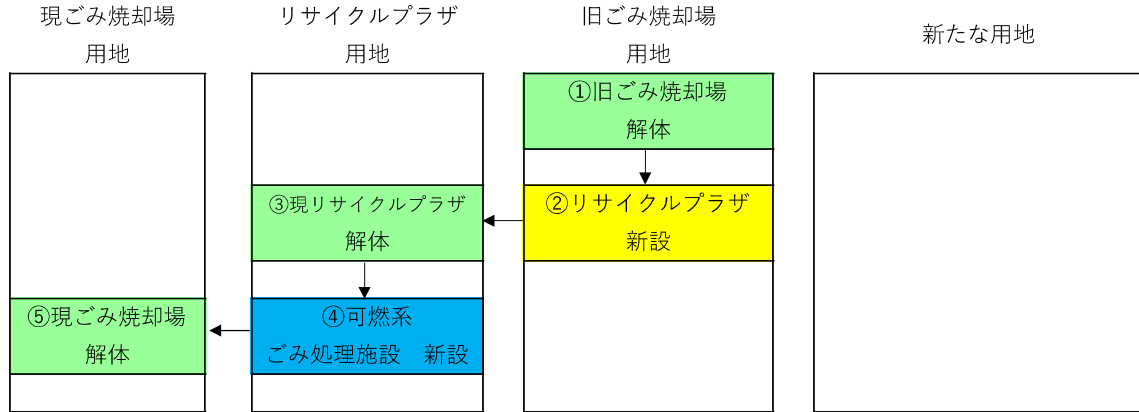 現ごみ焼却場
用地
リサイクルプラザ
用地
旧ごみ焼却場
用地
新たな用地
①旧ごみ焼却場
解体
②リサイクルプラザ
新設
③現リサイクルプラザ
解体
④可燃系
ごみ処理施設　新設
⑤現ごみ焼却場
解体